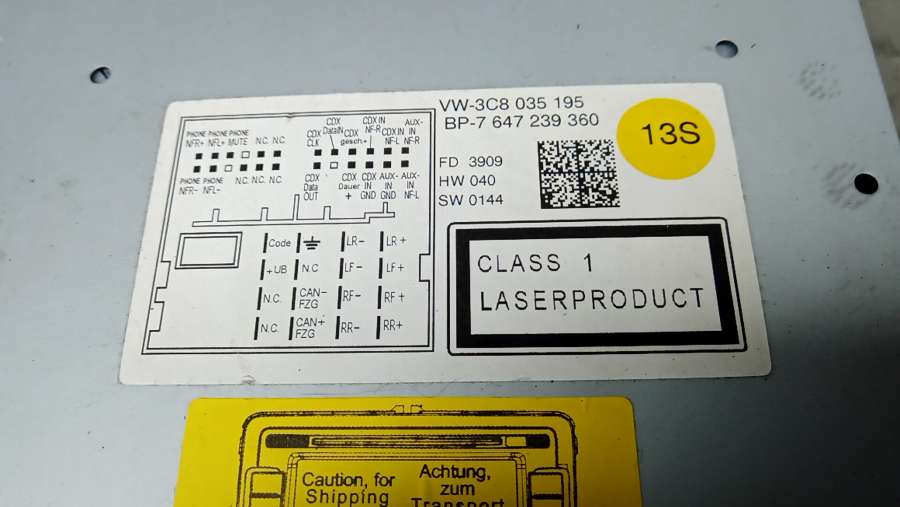 VW-3C8 035 195
BP-7 647 239 360
13S
FD 3909
HW 040
SW 0144
PHONE PHONE PHONE
NFR+ NFL+ MUTE N.C. N.C.
PHONE PHONE
NFR- NFL- N.C. N.C. N.C.
CDX CLK
CDX DataIN
CDX gesch+
CDX IN NF-R
CDX IN NF-L
AUX-IN NF-R
CDX Data OUT
CDX Dauer +
CDX IN GND
AUX-IN GND
AUX-IN NF-L
Code LR- LR+
+UB N.C LF- LF+
N.C. CAN-FZG RF- RF+
N.C. CAN+FZG RR- RR+
CLASS 1
LASERPRODUCT
Caution, for
Shipping
Achtung,
zum
Transport